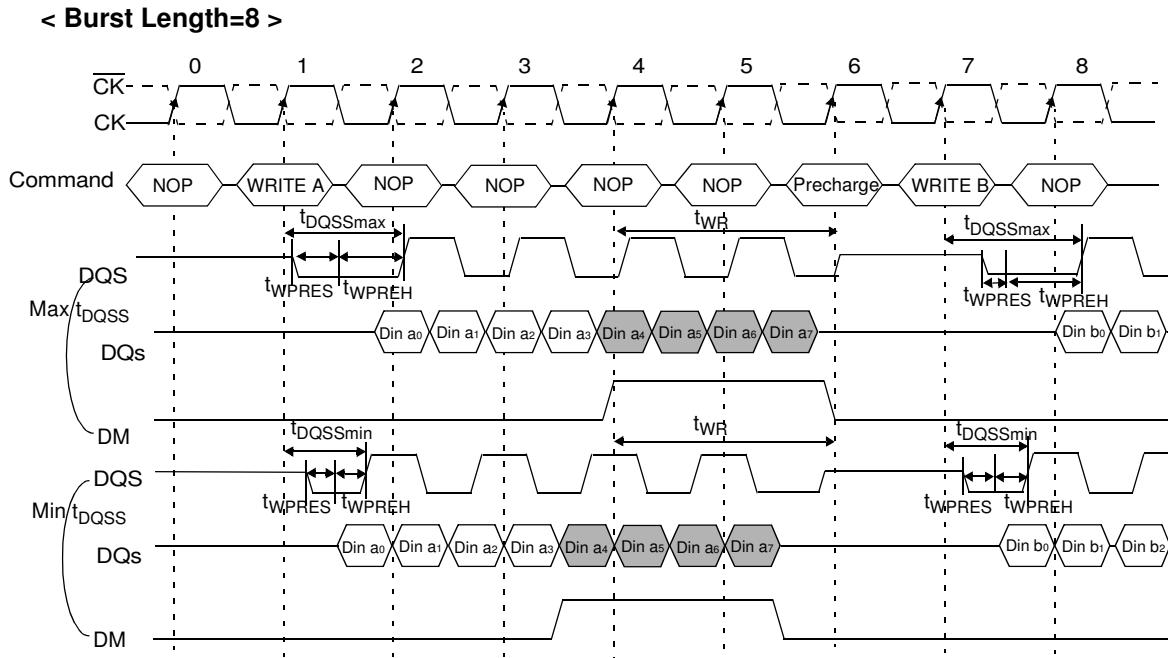 < Burst Length=8 >
0 1 2 3 4 5 6 7 8
CK
CK
Command NOP WRITE A NOP NOP NOP NOP Precharge WRITE B NOP
tDQSSmax tWR tDQSSmax
DQS
tWPRES tWPREH tWPRES tWPREH
Max tDQSS
DQs Din a0 Din a1 Din a2 Din a3 Din a4 Din a5 Din a6 Din a7 Din b0 Din b1
DM
tDQSSmin tWR tDQSSmin
DQS
tWPRES tWPREH tWPRES tWPREH
Min tDQSS
DQs Din a0 Din a1 Din a2 Din a3 Din a4 Din a5 Din a6 Din a7 Din b0 Din b1 Din b2
DM